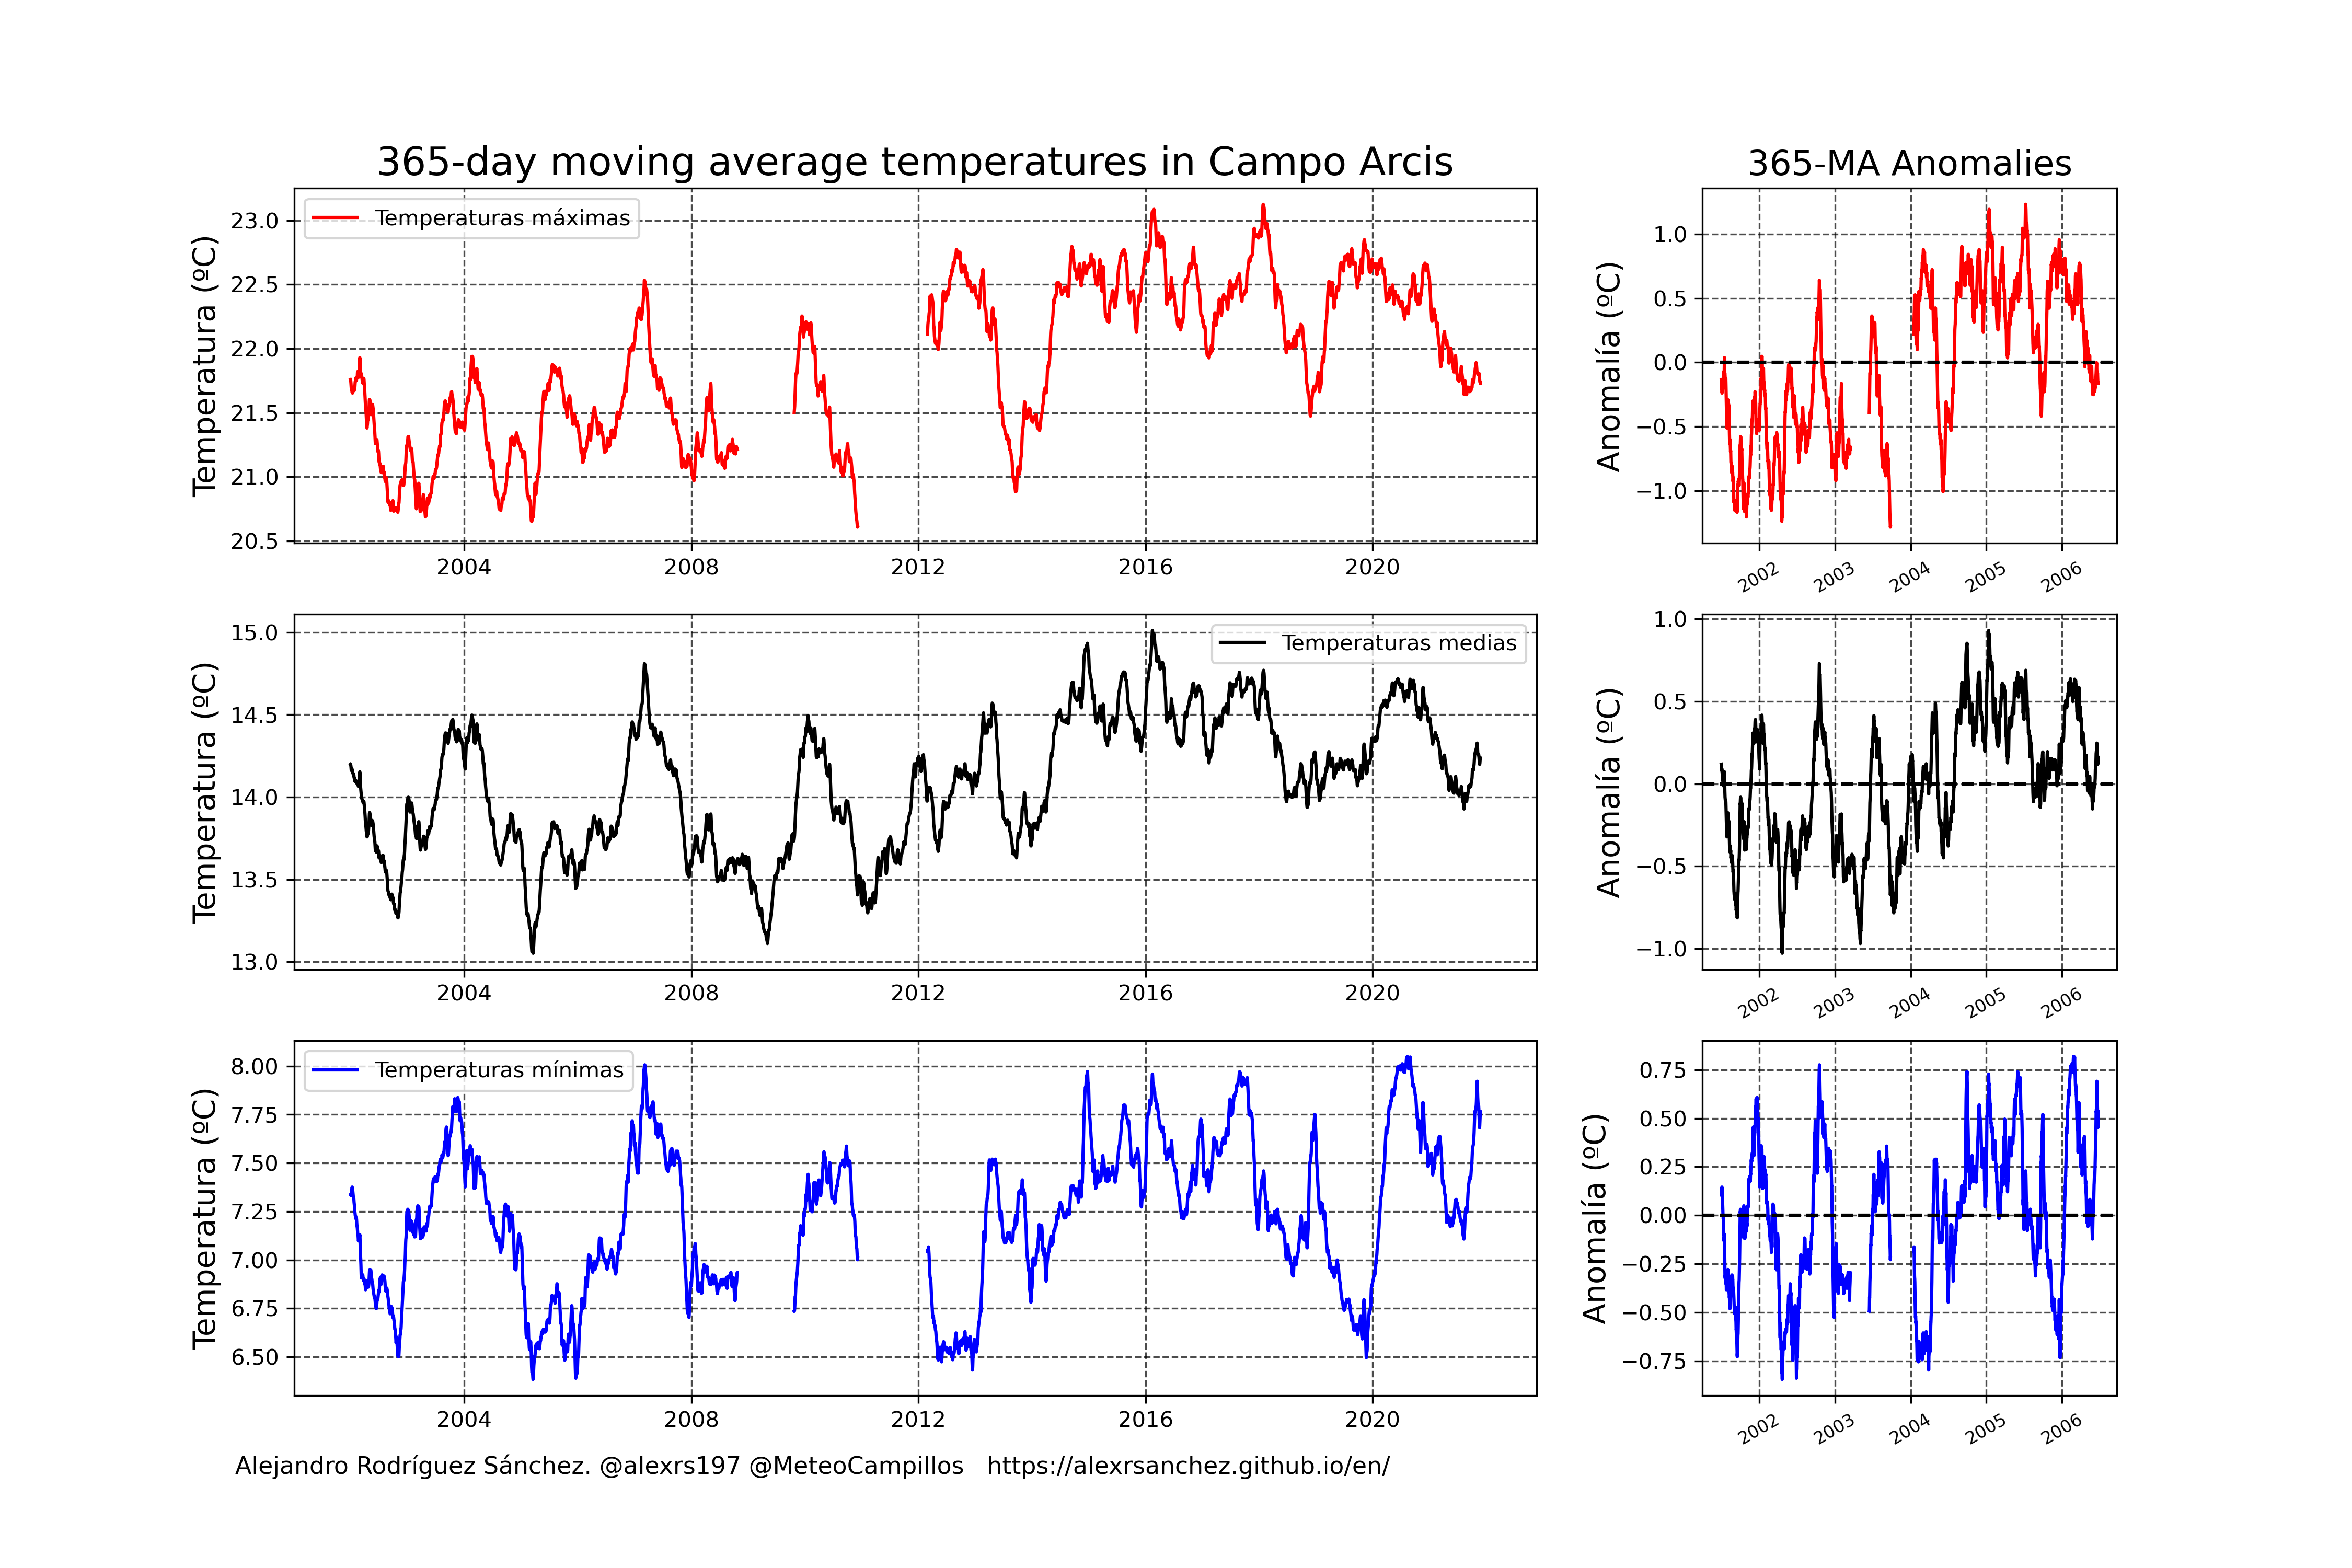 365-day moving average temperatures in Campo Arcis
365-MA Anomalies
Temperatura (ºC)
23.0
22.5
22.0
21.5
21.0
20.5
Temperaturas máximas
2004 2008 2012 2016 2020
Anomalía (ºC)
1.0
0.5
0.0
−0.5
−1.0
2002 2003 2004 2005 2006
Temperatura (ºC)
15.0
14.5
14.0
13.5
13.0
Temperaturas medias
2004 2008 2012 2016 2020
Anomalía (ºC)
1.0
0.5
0.0
−0.5
−1.0
2002 2003 2004 2005 2006
Temperatura (ºC)
8.00
7.75
7.50
7.25
7.00
6.75
6.50
Temperaturas mínimas
2004 2008 2012 2016 2020
Anomalía (ºC)
0.75
0.50
0.25
0.00
−0.25
−0.50
−0.75
2002 2003 2004 2005 2006
Alejandro Rodríguez Sánchez. @alexrs197 @MeteoCampillos https://alexrsanchez.github.io/en/